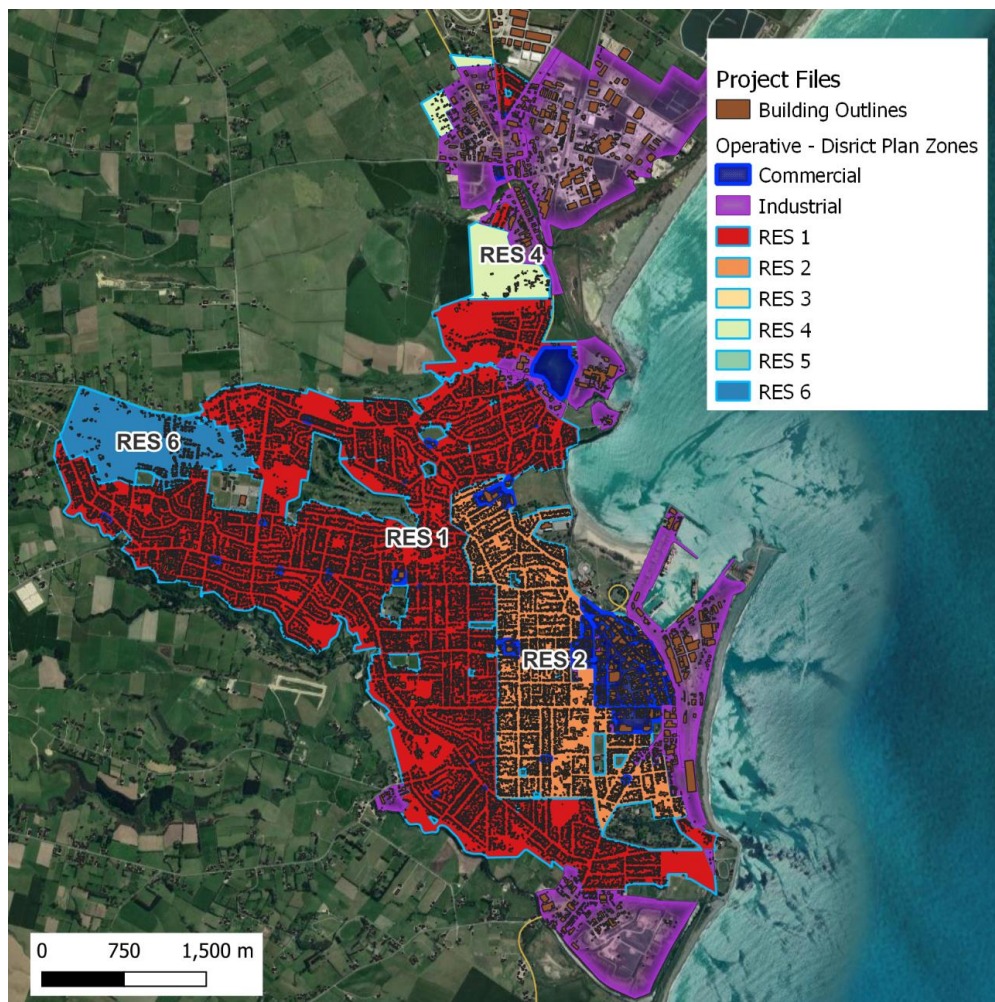 Project Files
Building Outlines
Operative - Disrict Plan Zones
Commercial
Industrial
RES 1
RES 2
RES 3
RES 4
RES 5
RES 6
RES 4
RES 6
RES 1
RES 2
0 750 1,500 m